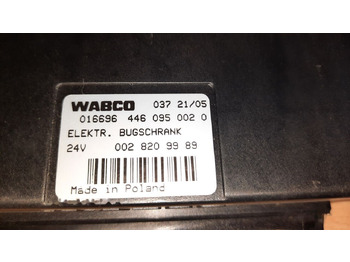 WABCO 037 21/05
016696 446 095 002 0
ELEKTR. BUGSCHRANK
24V 002 820 99 89
Made in Poland